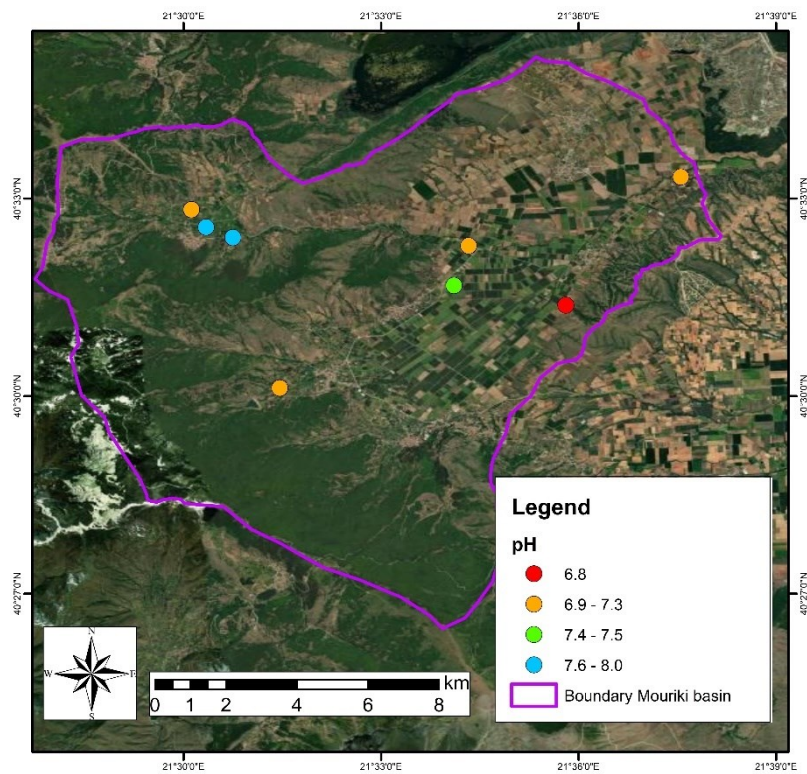 21°30'0"E 21°33'0"E 21°36'0"E 21°39'0"E
40°33'0"N 40°33'0"N
40°30'0"N 40°30'0"N
40°27'0"N 40°27'0"N
Legend
pH
6.8
6.9 - 7.3
7.4 - 7.5
7.6 - 8.0
Boundary Mouriki basin
N
W E
S
km
0 1 2 4 6 8
21°30'0"E 21°33'0"E 21°36'0"E 21°39'0"E